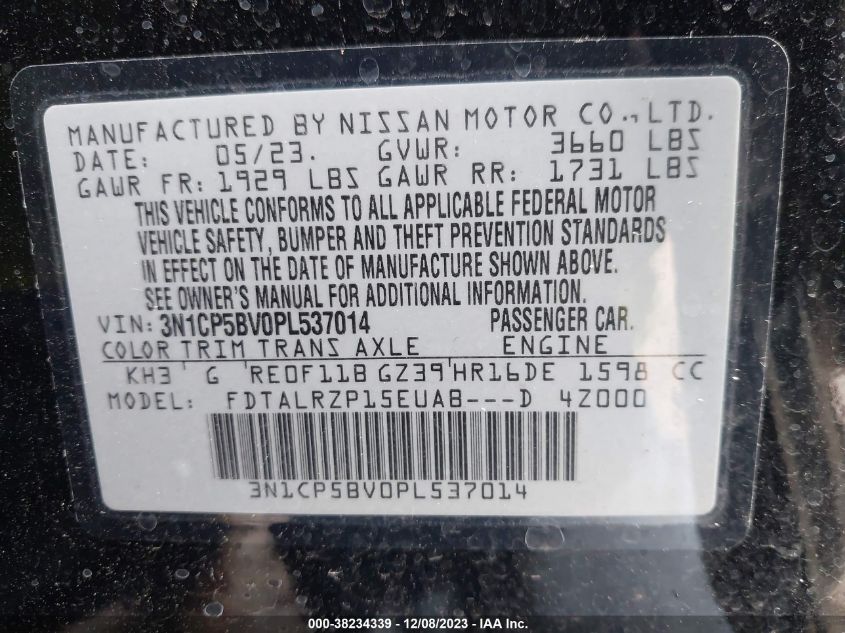 MANUFACTURED BY NISSAN MOTOR CO., LTD.
DATE: 05/23. GVWR: 3660 LBS
GAWR FR: 1929 LBS GAWR RR: 1731 LBS
THIS VEHICLE CONFORMS TO ALL APPLICABLE FEDERAL MOTOR
VEHICLE SAFETY, BUMPER AND THEFT PREVENTION STANDARDS
IN EFFECT ON THE DATE OF MANUFACTURE SHOWN ABOVE.
SEE OWNER'S MANUAL FOR ADDITIONAL INFORMATION.
VIN: 3N1CP5BV0PL537014 PASSENGER CAR.
COLOR TRIM TRANS AXLE ENGINE
KH3 G RE0F11B GZ39 HR16DE 1598 CC
MODEL: FDTALRZP15EUA8---D 4Z000
3N1CP5BV0PL537014
000-38234339 - 12/08/2023 - IAA Inc.